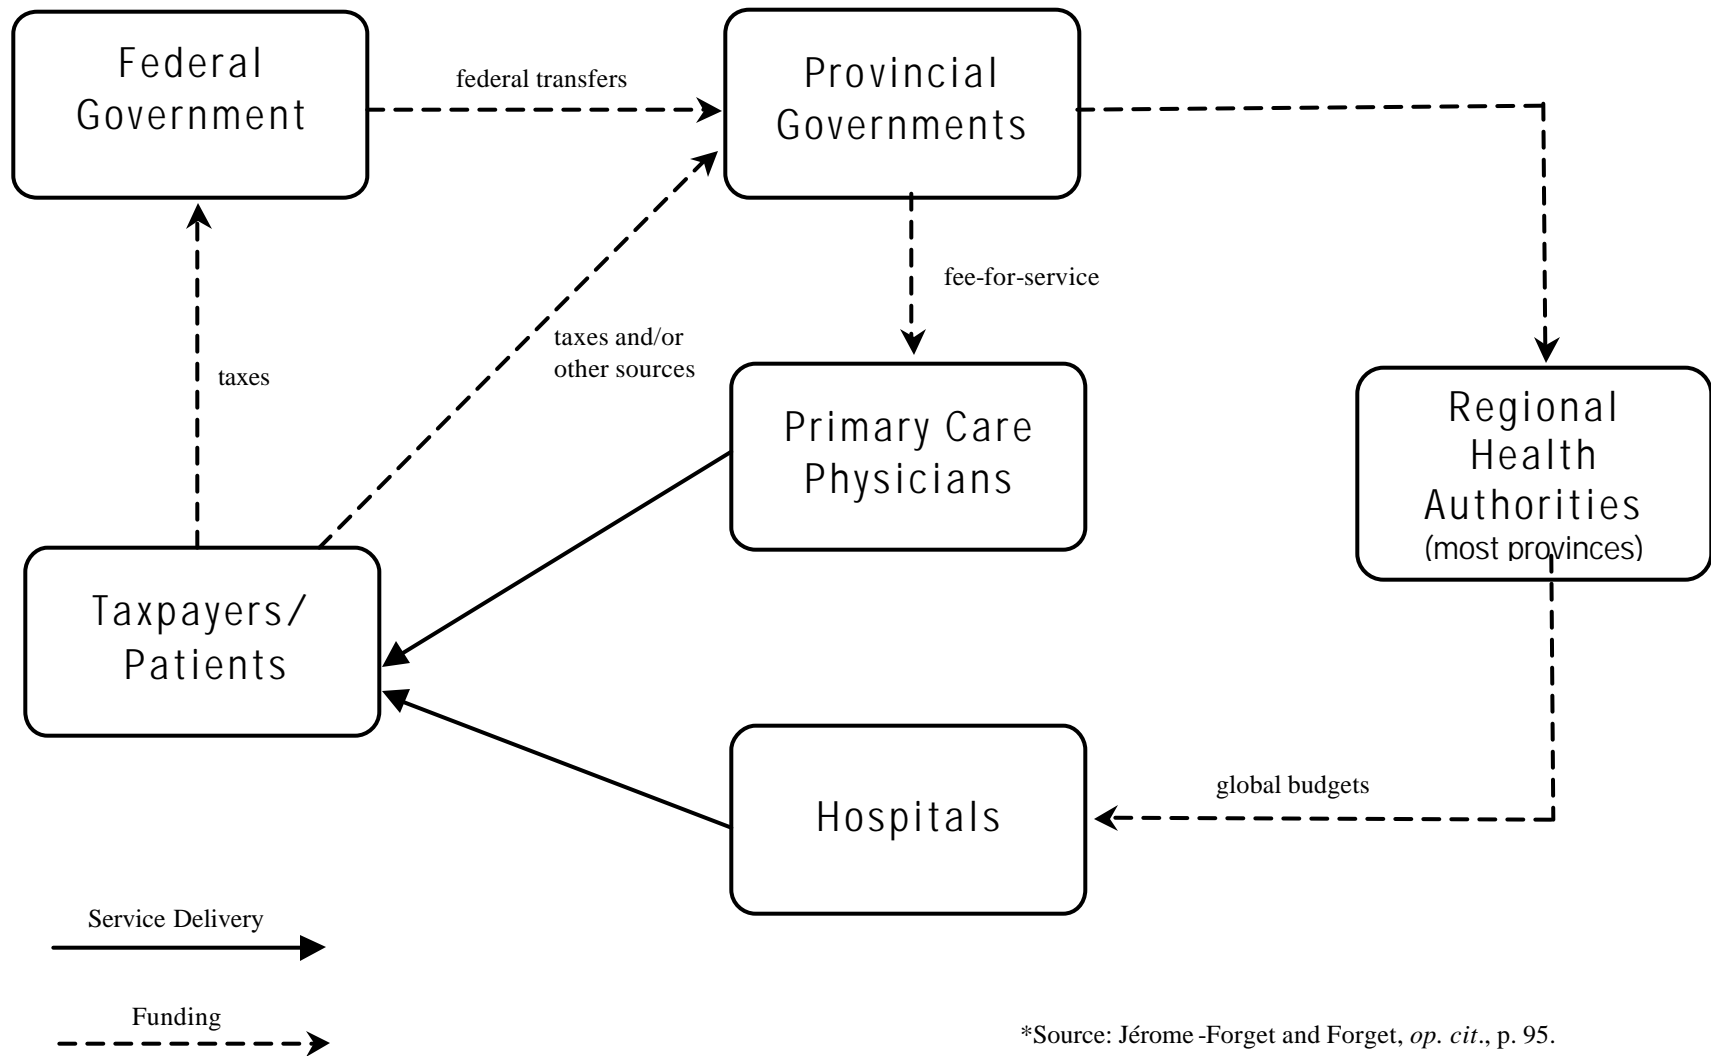 Federal
Government
federal transfers
Provincial
Governments
fee-for-service
taxes and/or
other sources
taxes
Primary Care
Physicians
Regional
Health
Authorities
(most provinces)
Taxpayers/
Patients
Hospitals
global budgets
Service Delivery
Funding
*Source: Jérome-Forget and Forget, op. cit., p. 95.